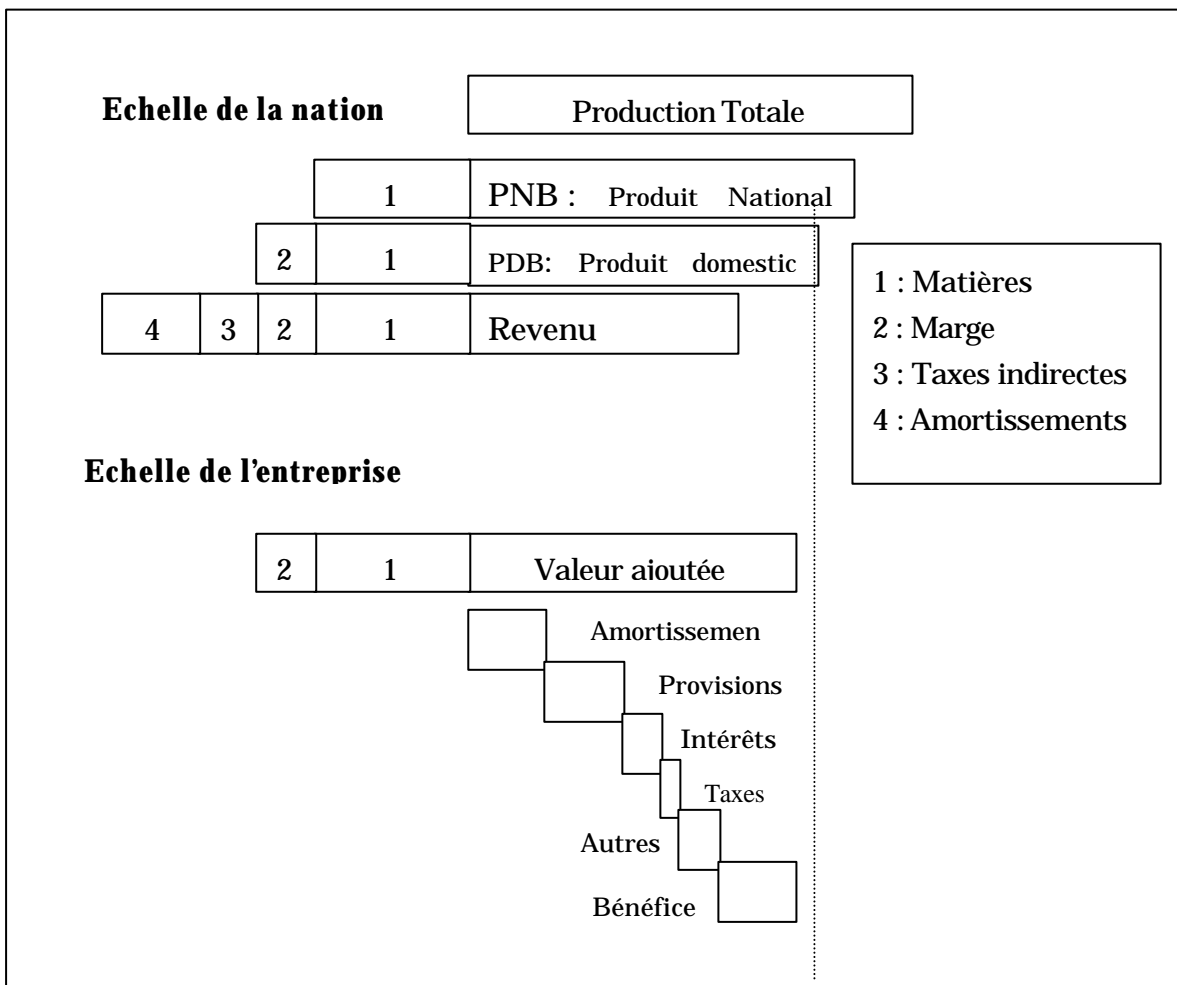 Echelle de la nation
Production Totale
1 PNB : Produit National
2 1 PDB: Produit domestic
4 3 2 1 Revenu
1 : Matières
2 : Marge
3 : Taxes indirectes
4 : Amortissements
Echelle de l'entreprise
2 1 Valeur aioutée
Amortissemen
Provisions
Intérêts
Taxes
Autres
Bénéfice